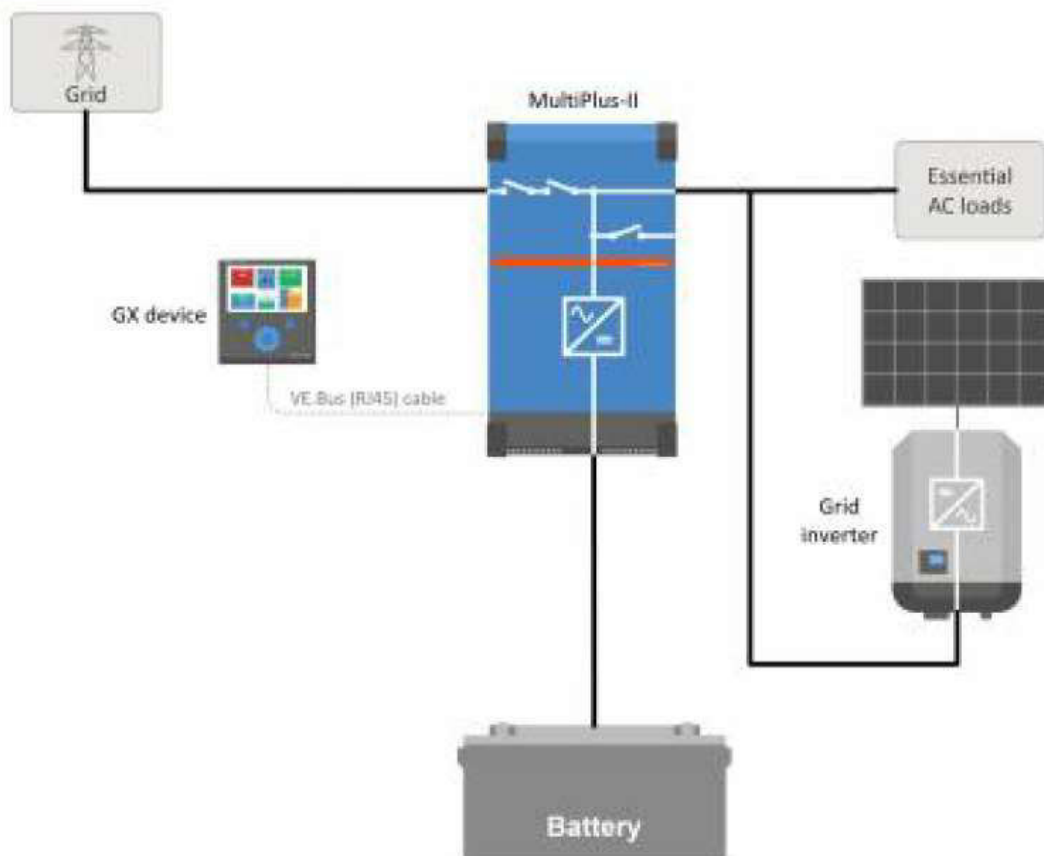 Grid
MultiPlus-II
Essential
AC loads
GX device
VE.Bus (RJ45) cable
Grid
inverter
Battery